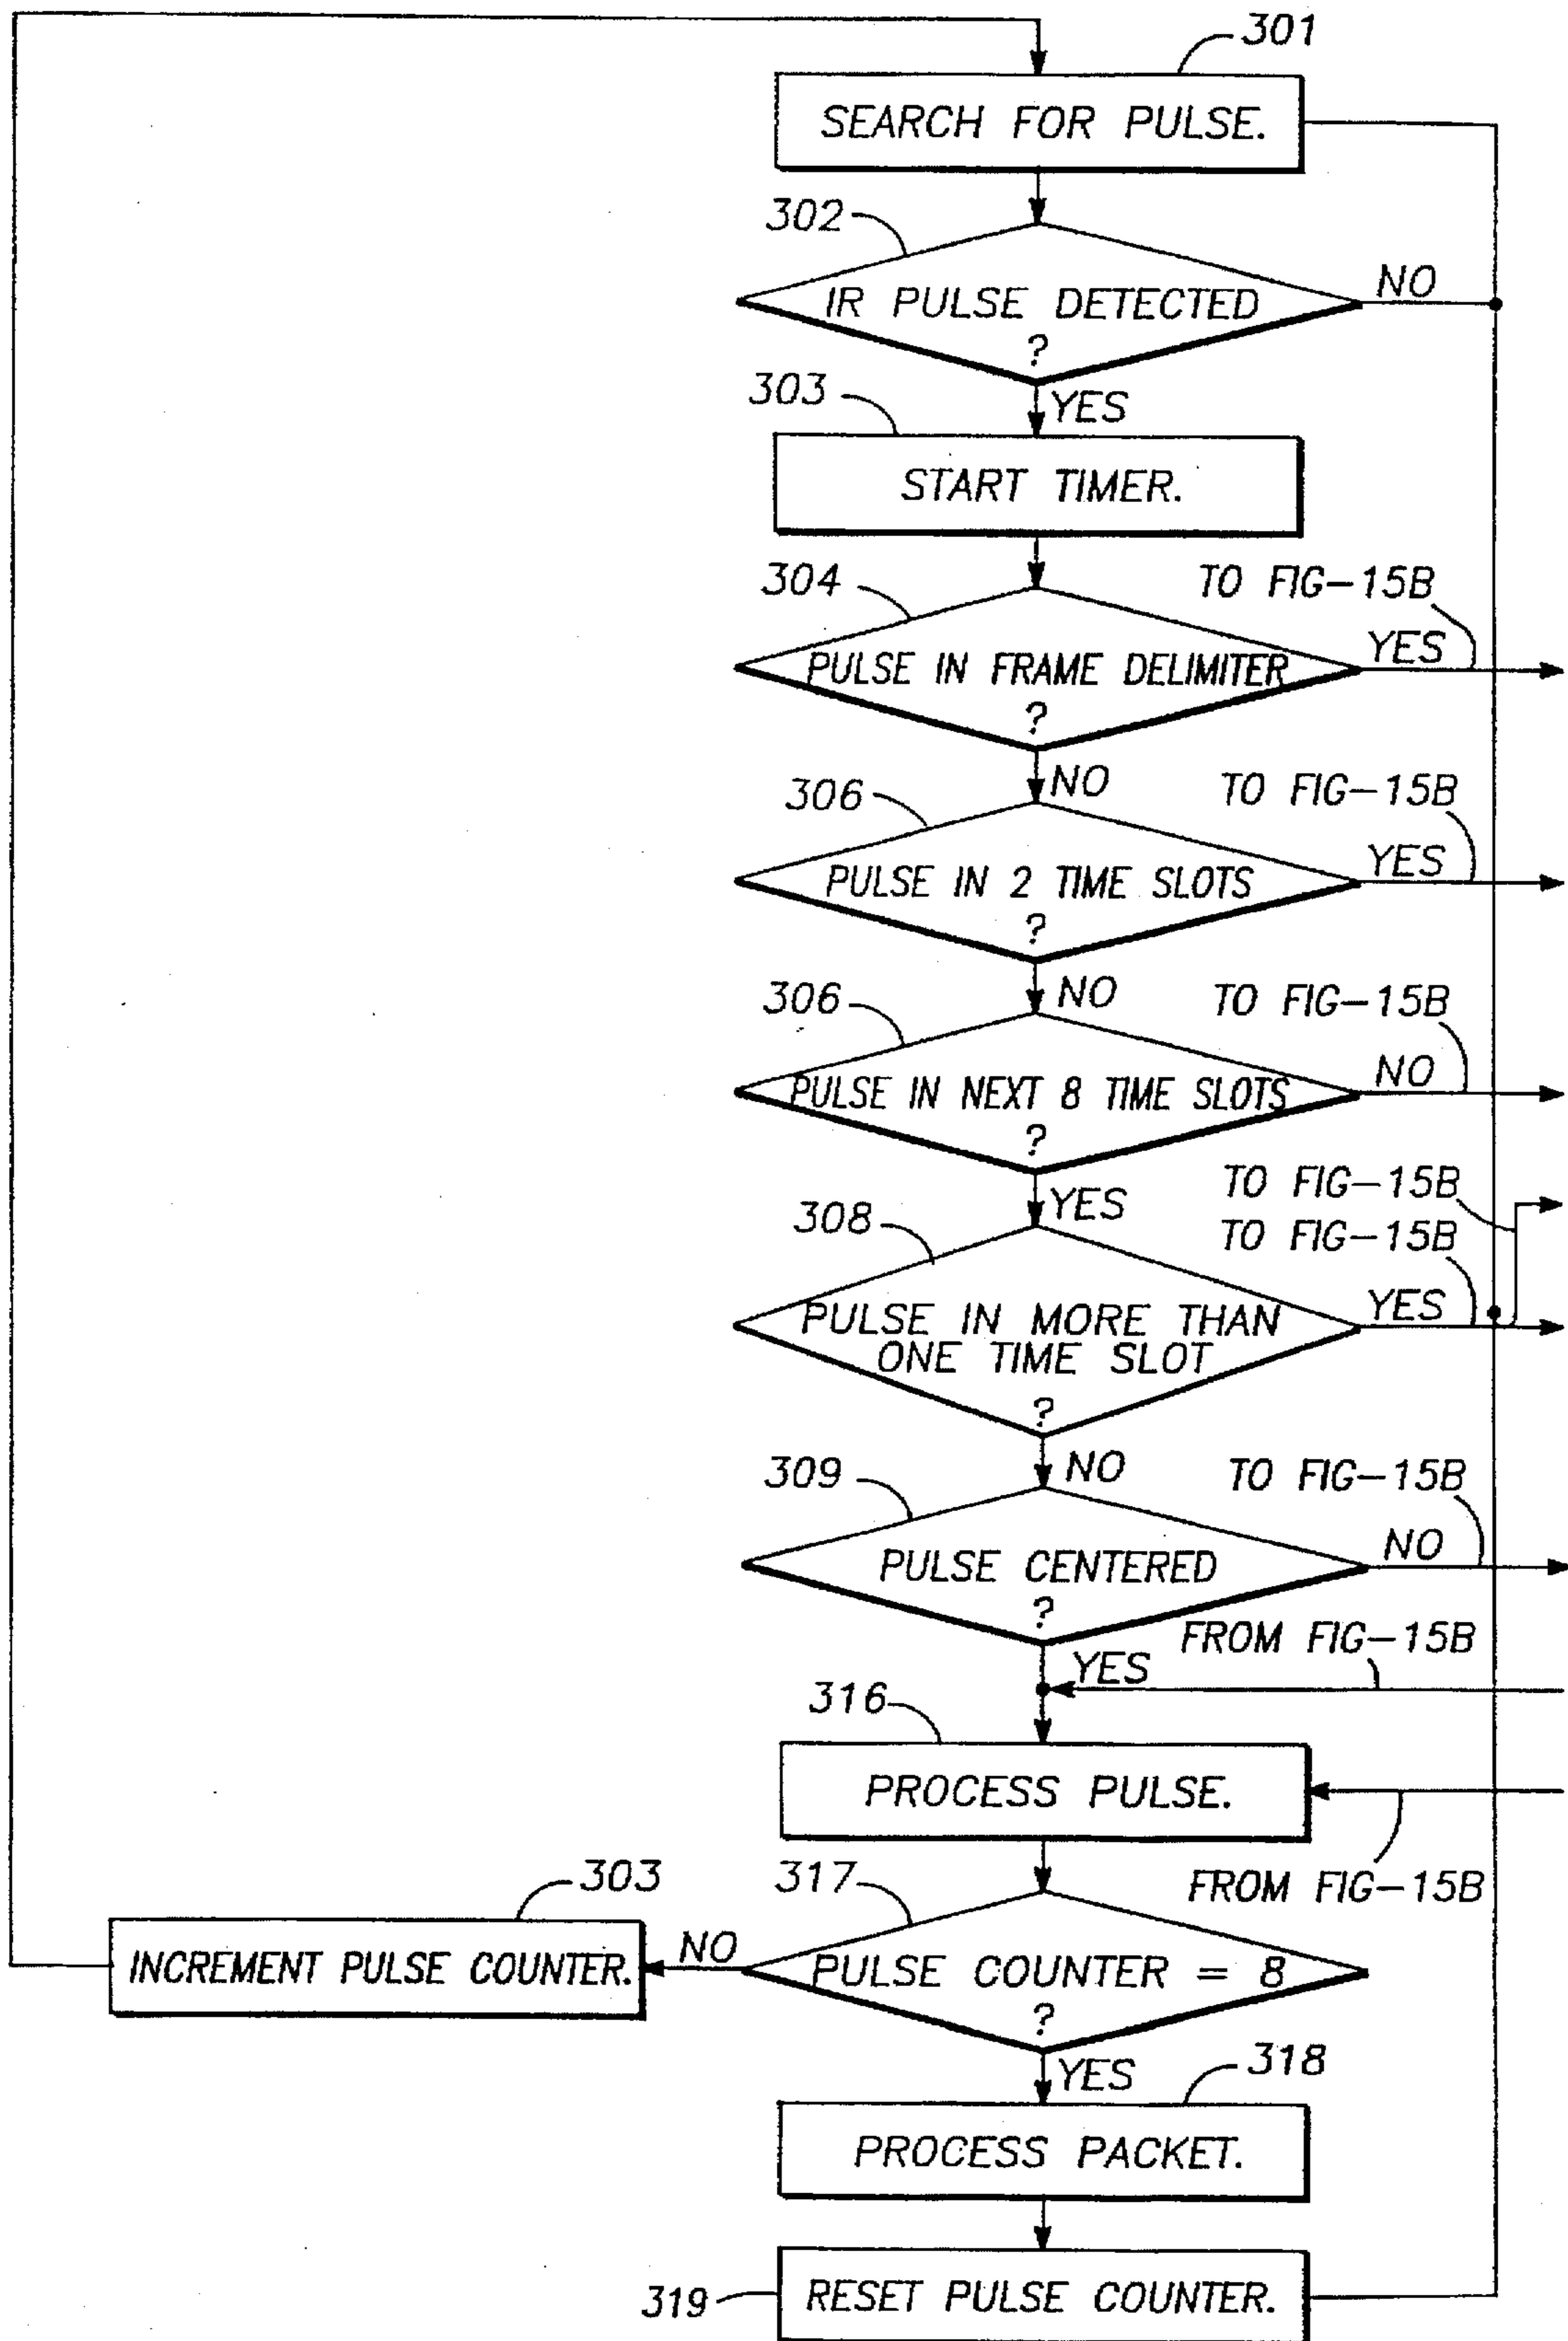 301
SEARCH FOR PULSE.
302
IR PULSE DETECTED
?
NO
YES
303
START TIMER.
304
TO FIG-15B
PULSE IN FRAME DELIMITER
?
YES
NO
306
TO FIG-15B
PULSE IN 2 TIME SLOTS
?
YES
NO
306
TO FIG-15B
PULSE IN NEXT 8 TIME SLOTS
?
NO
YES
TO FIG-15B
308
TO FIG-15B
PULSE IN MORE THAN
ONE TIME SLOT
?
YES
NO
309
TO FIG-15B
PULSE CENTERED
?
NO
FROM FIG-15B
YES
316
PROCESS PULSE.
FROM FIG-15B
303
317
INCREMENT PULSE COUNTER.
NO
PULSE COUNTER = 8
?
YES
318
PROCESS PACKET.
319
RESET PULSE COUNTER.